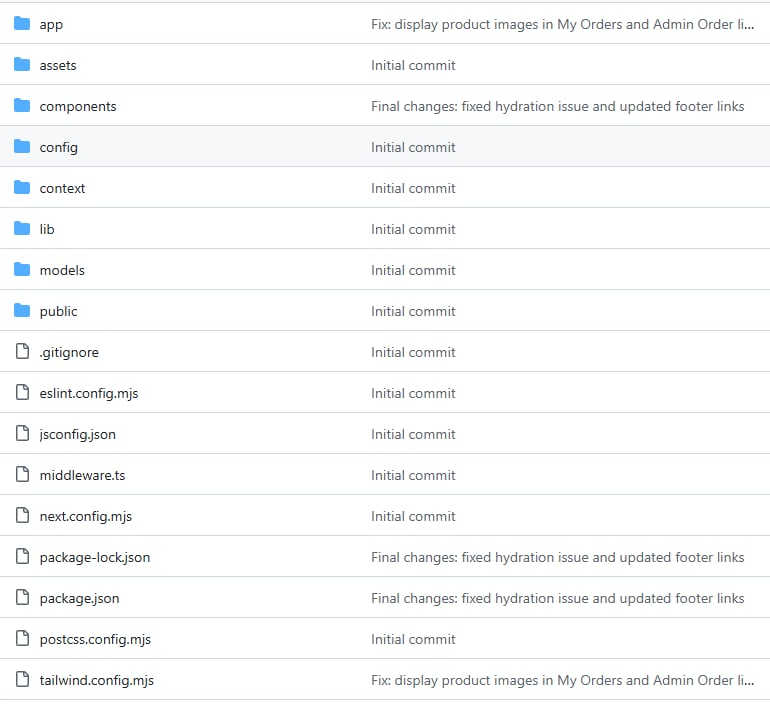 app Fix: display product images in My Orders and Admin Order li...
assets Initial commit
components Final changes: fixed hydration issue and updated footer links
config Initial commit
context Initial commit
lib Initial commit
models Initial commit
public Initial commit
.gitignore Initial commit
eslint.config.mjs Initial commit
jsconfig.json Initial commit
middleware.ts Initial commit
next.config.mjs Initial commit
package-lock.json Final changes: fixed hydration issue and updated footer links
package.json Final changes: fixed hydration issue and updated footer links
postcss.config.mjs Initial commit
tailwind.config.mjs Fix: display product images in My Orders and Admin Order li...